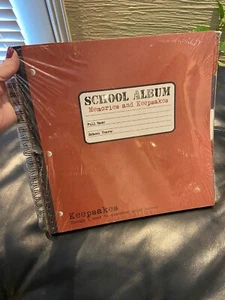 SCHOOL ALBUM
Memories and Keepsakes
Full Name
School Years
Keepsakes